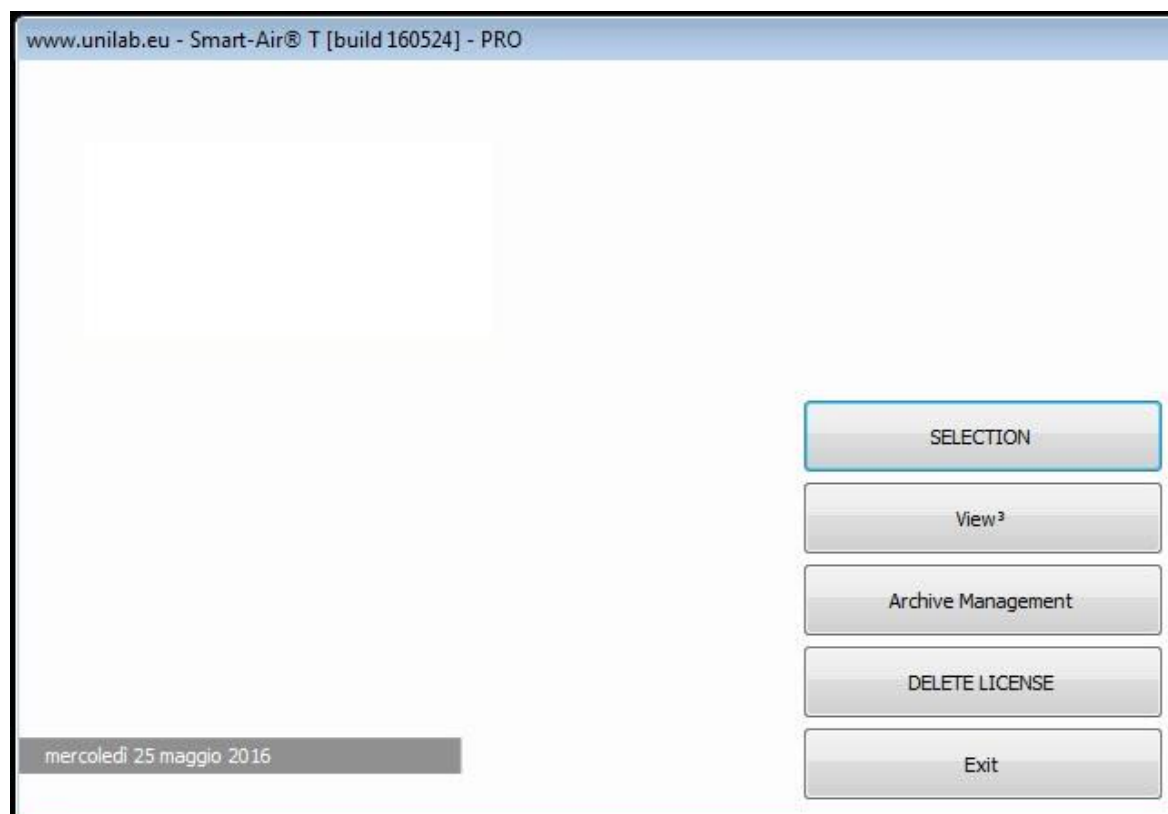 www.unilab.eu - Smart-Air® T [build 160524] - PRO
SELECTION
View³
Archive Management
DELETE LICENSE
mercoledì 25 maggio 2016
Exit